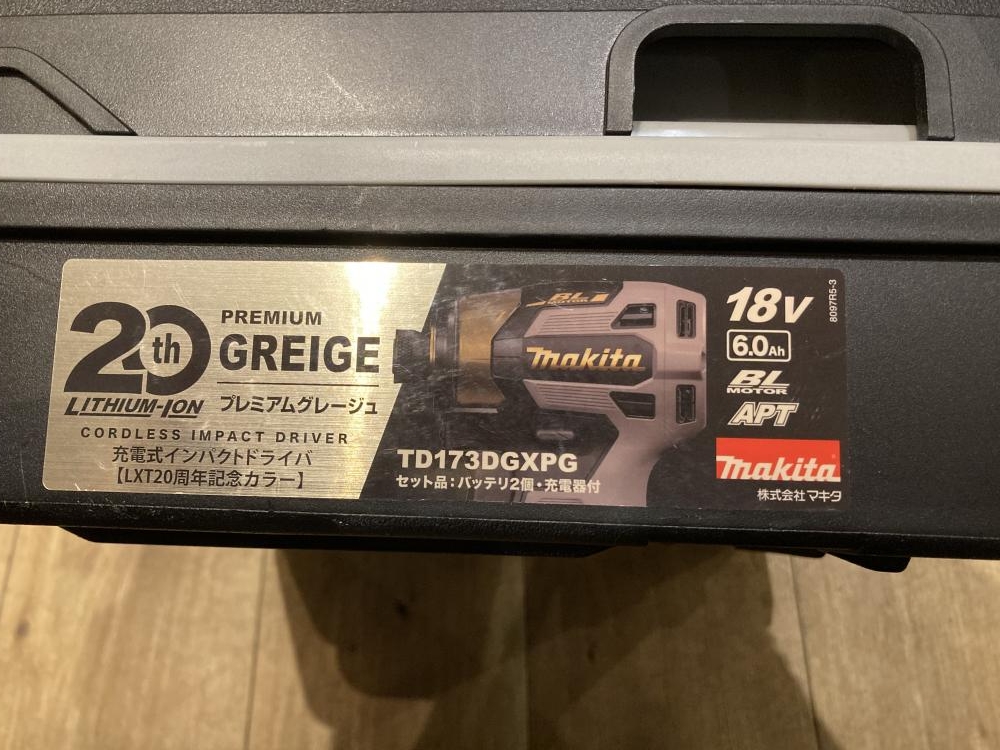 20th
LITHIUM-ION
PREMIUM
GREIGE
プレミアムグレージュ
CORDLESS IMPACT DRIVER
充電式インパクトドライバ
【LXT20周年記念カラー】
BL
MOTOR
makita
TD173DGXPG
セット品：バッテリ2個・充電器付
18V
6.0Ah
BL
MOTOR
APT
makita
株式会社マキタ
8097R5-3